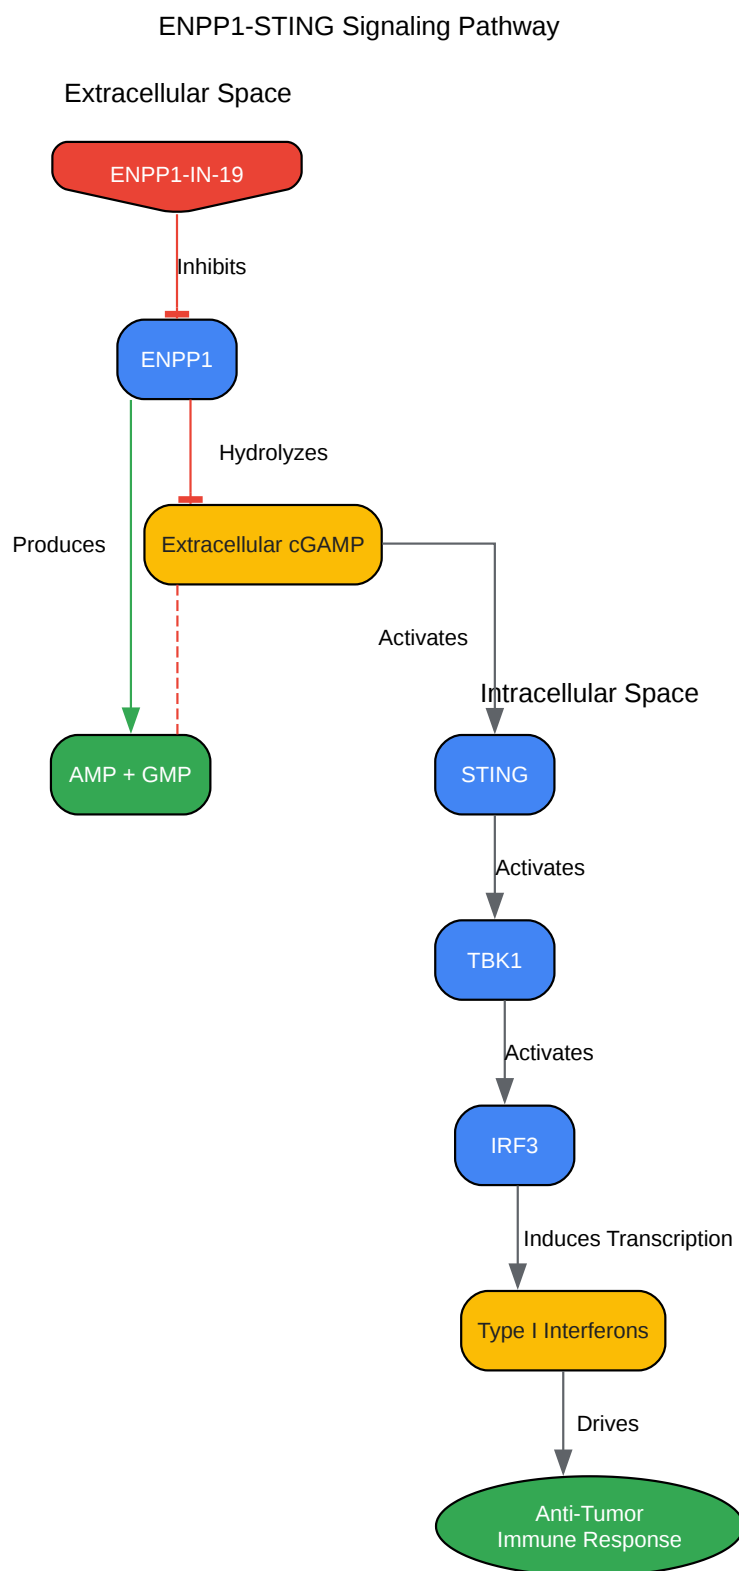 ENPP1-STING Signaling Pathway
Extracellular Space
ENPP1-IN-19
Inhibits
ENPP1
Hydrolyzes
Produces
Extracellular cGAMP
Activates
Intracellular Space
AMP + GMP
STING
Activates
TBK1
Activates
IRF3
Induces Transcription
Type I Interferons
Drives
Anti-Tumor
Immune Response